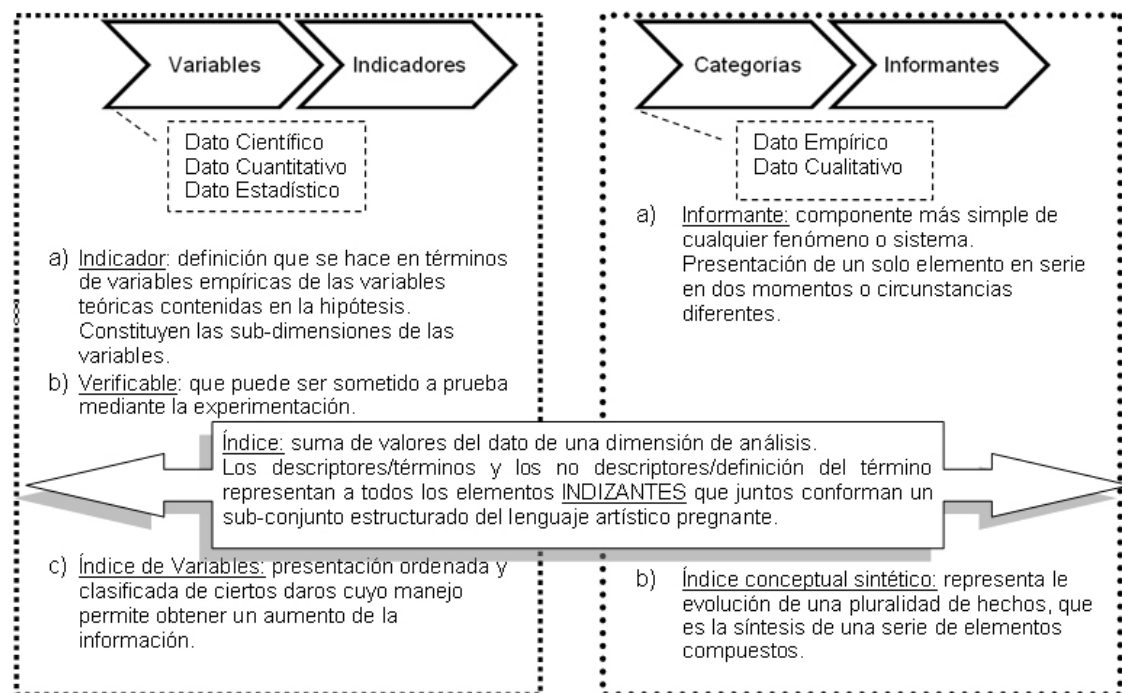 Variables
Indicadores
Dato Científico
Dato Cuantitativo
Dato Estadístico
a) Indicador: definición que se hace en términos
de variables empíricas de las variables
teóricas contenidas en la hipótesis.
Constituyen las sub-dimensiones de las
variables.
b) Verificable: que puede ser sometido a prueba
mediante la experimentación.
Categorías
Informantes
Dato Empírico
Dato Cualitativo
a) Informante: componente más simple de
cualquier fenómeno o sistema.
Presentación de un solo elemento en serie
en dos momentos o circunstancias
diferentes.
Índice: suma de valores del dato de una dimensión de análisis.
Los descriptores/términos y los no descriptores/definición del término
representan a todos los elementos INDIZANTES que juntos conforman un
sub-conjunto estructurado del lenguaje artístico pregnante.
c) Índice de Variables: presentación ordenada y
clasificada de ciertos daros cuyo manejo
permite obtener un aumento de la
información.
b) Índice conceptual sintético: representa le
evolución de una pluralidad de hechos, que
es la síntesis de una serie de elementos
compuestos.